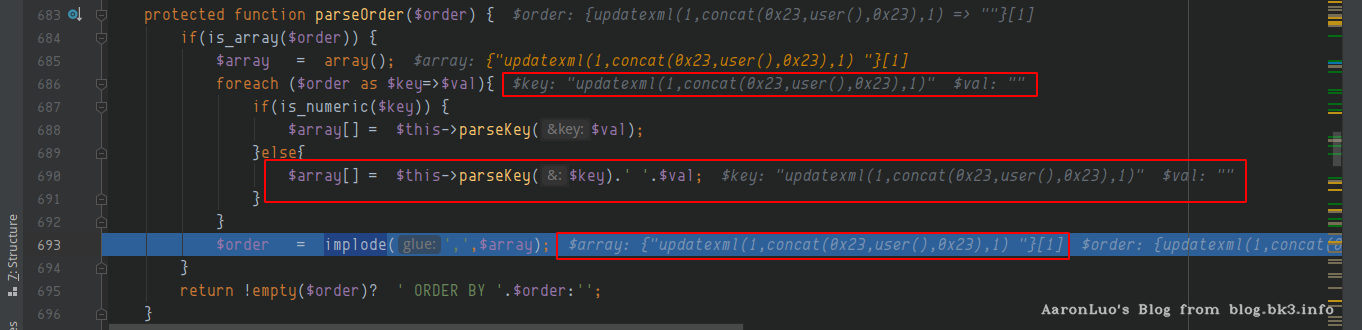 683 protected function parseOrder($order) { $order: {updatexml(1,concat(0x23,user(),0x23),1) => ""}[1]
684 if(is_array($order)) {
685 $array = array(); $array: {"updatexml(1,concat(0x23,user(),0x23),1) "}[1]
686 foreach ($order as $key=>$val){ $key: "updatexml(1,concat(0x23,user(),0x23),1)" $val: ""
687 if(is_numeric($key)) {
688 $array[] = $this->parseKey( &key: $val);
689 }else{
690 $array[] = $this->parseKey( &: $key).' '.$val; $key: "updatexml(1,concat(0x23,user(),0x23),1)" $val: ""
691 }
692 }
693 $order = implode( glue: ',',$array); $array: {"updatexml(1,concat(0x23,user(),0x23),1) "}[1] $order: {updatexml(1,concat(0
694 }
695 return !empty($order)? ' ORDER BY '.$order:'';
696 }
7: Structure
AaronLuo's Blog from blog.bk3.info